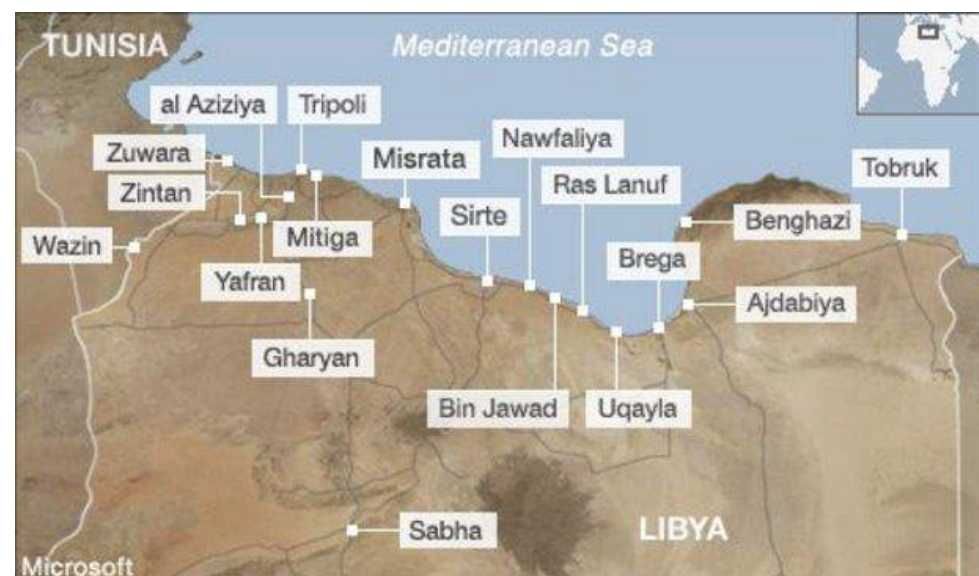 TUNISIA
Mediterranean Sea
al Aziziya
Tripoli
Zuwara
Misrata
Nawfaliya
Zintan
Ras Lanuf
Tobruk
Wazin
Mitiga
Sirte
Benghazi
Yafran
Brega
Ajdabiya
Gharyan
Bin Jawad
Uqayla
Sabha
LIBYA
Microsoft